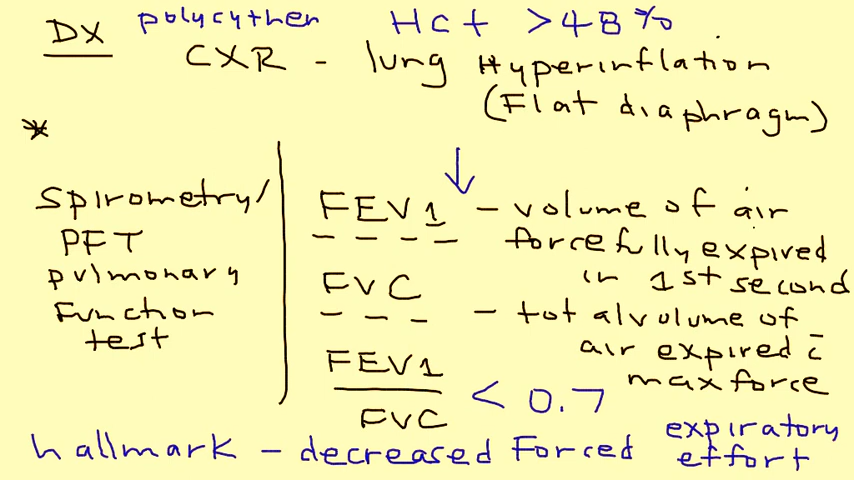 DX polycythem Hct >48%
CXR - lung Hyperinflation
(Flat diaphragm)
*
↓
Spirometry/
PFT
pulmonary
Function
test
FEV1 - volume of air
forcefully expired
in 1st second
FVC - total volume of
air expired c̄
max force
FEV1
FVC
< 0.7
hallmark - decreased Forced expiratory
effort